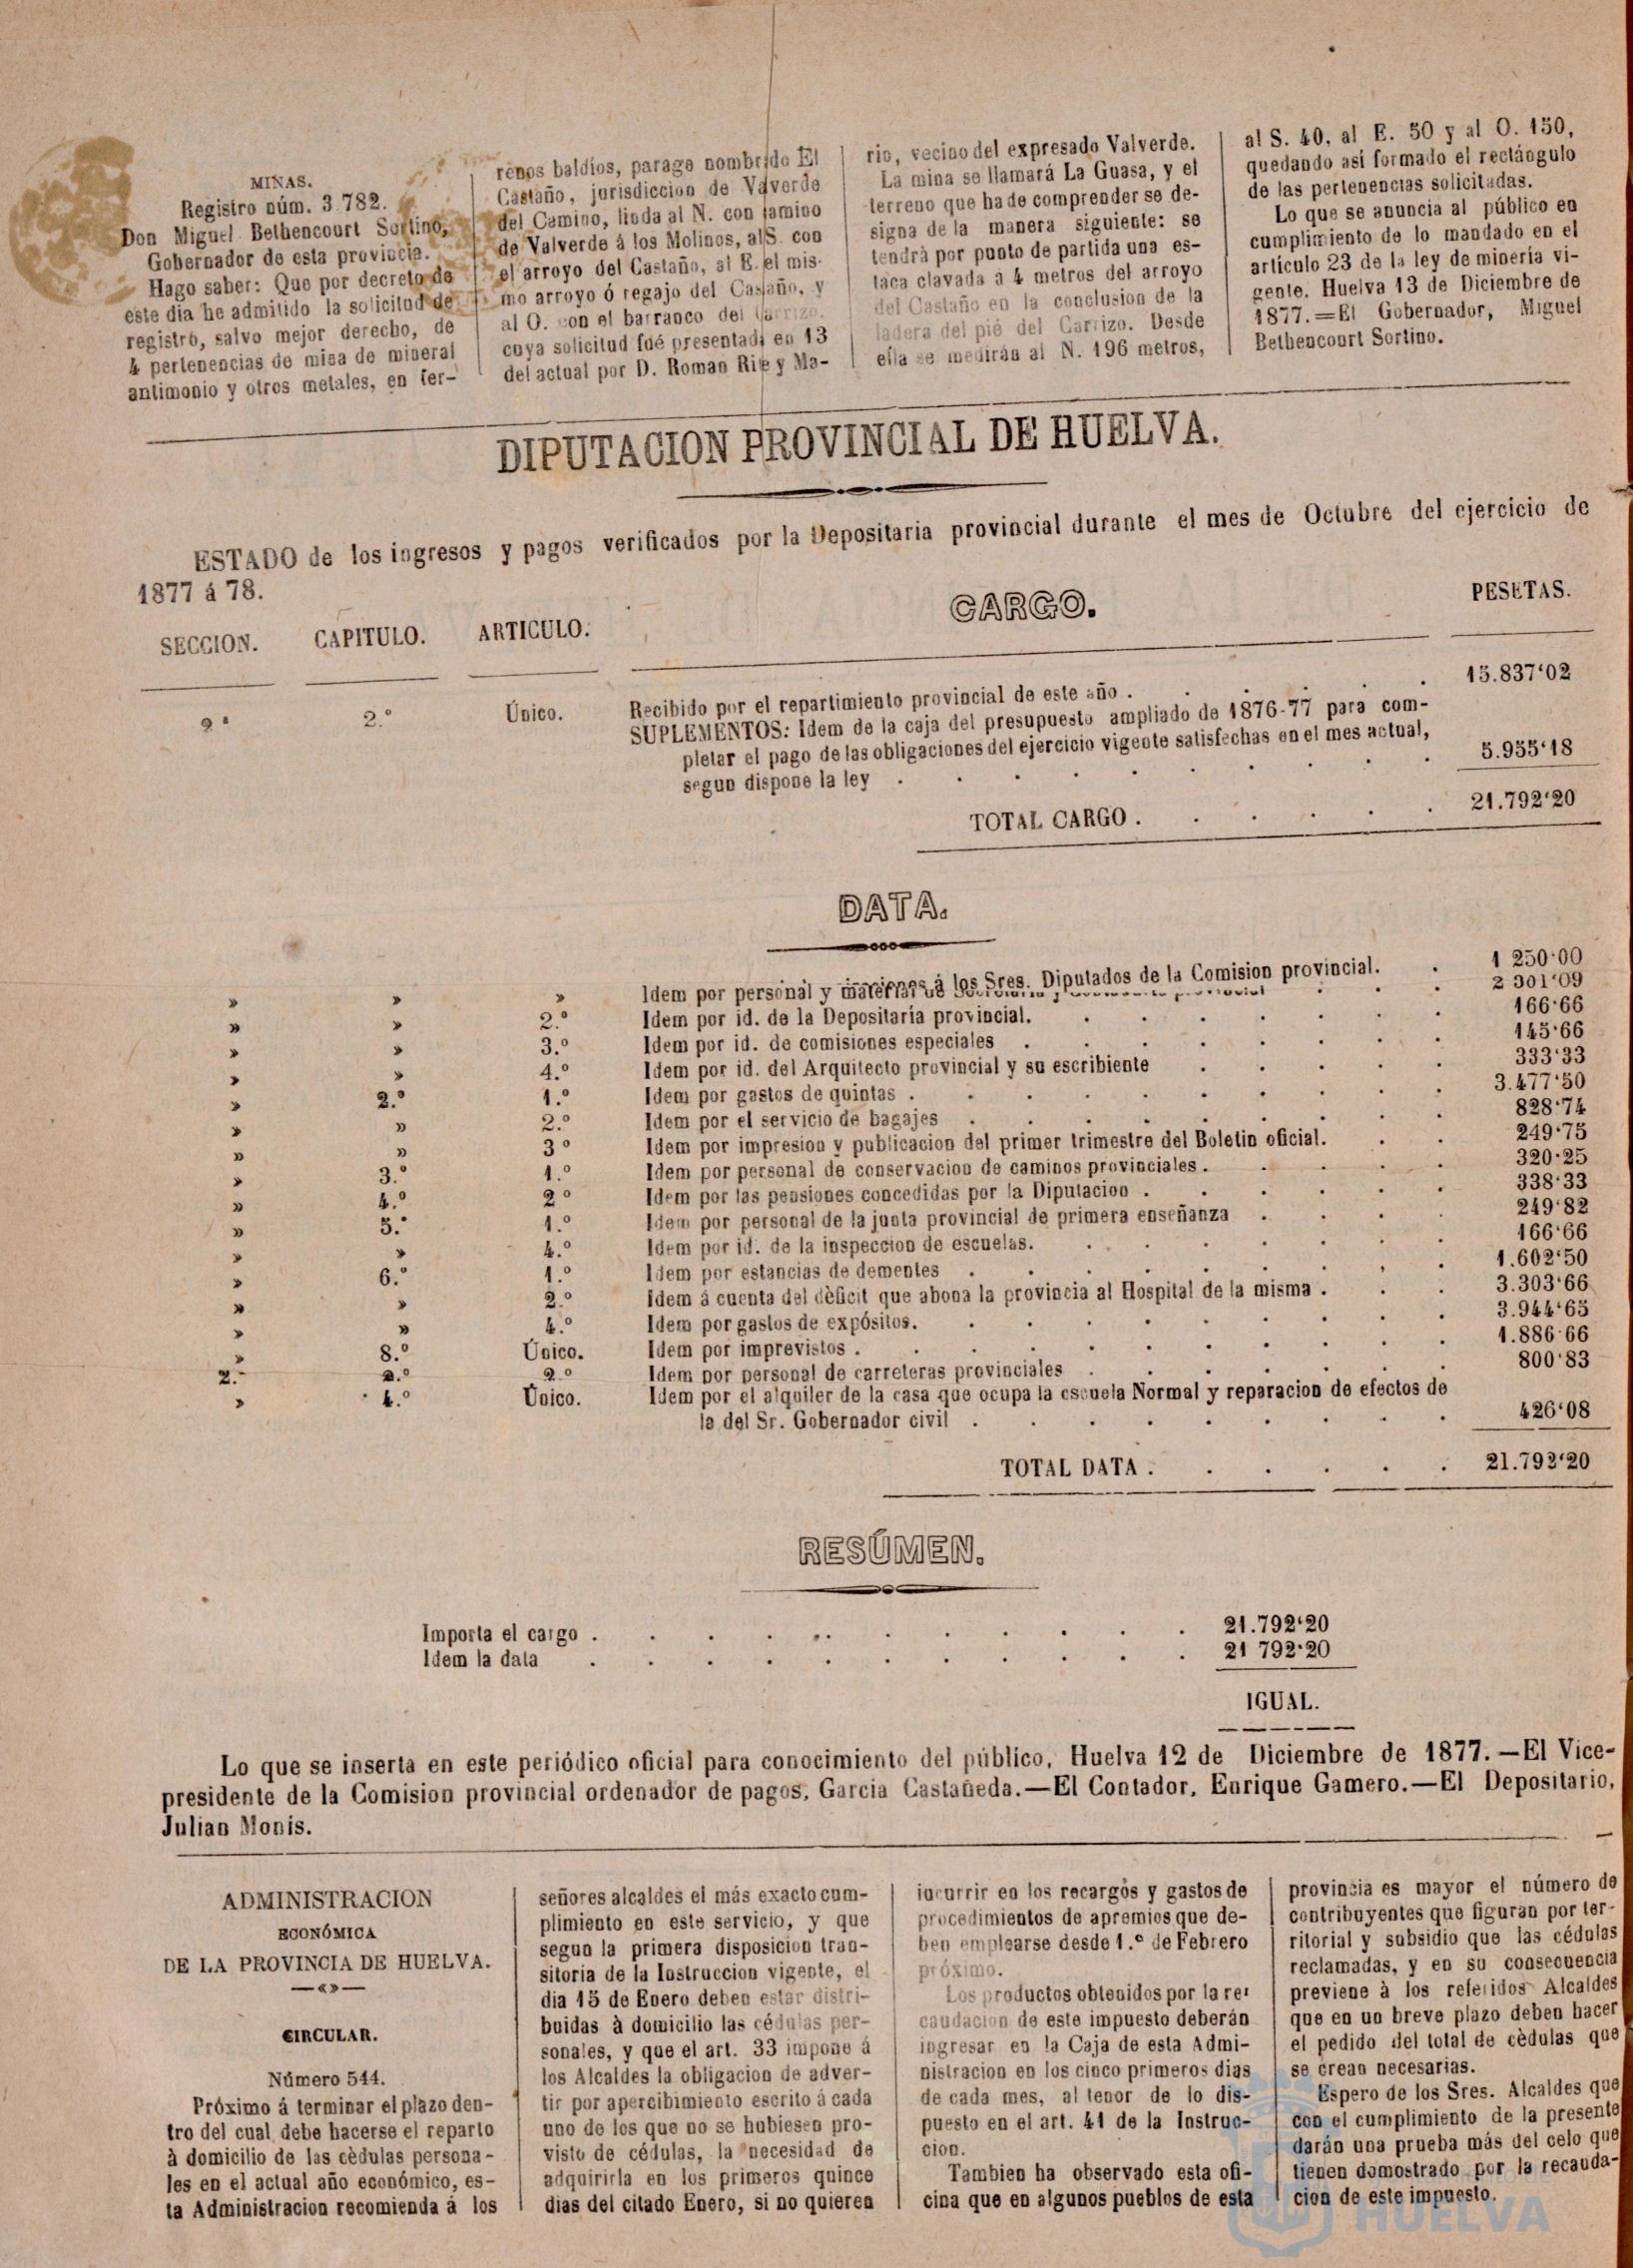 MINAS.
Registro núm. 3 782.
Don Miguel Bethencourt Sortino,
Gobernador de esta provincia.
Hago saber: Que por decreto de
este dia he admitido la solicitud de
registro, salvo mejor derecho, de
4 pertenencias de mina de mineral
antimonio y otros metales, en ter-
renos baldíos, parage nombrado El
Castaño, jurisdiccion de Valverde
del Camino, linda al N. con camino
de Valverde á los Molinos, al S. con
el arroyo del Castaño, al E. el mis-
mo arroyo ó regajo del Castaño, y
al O. con el barranco del Carrizo.
cuya solicitud fué presentada en 13
del actual por D. Roman Rite y Ma-
rio, vecino del expresado Valverde.
La mina se llamará La Guasa, y el
terreno que ha de comprender se de-
signa de la manera siguiente: se
tendrá por punto de partida una es-
taca clavada á 4 metros del arroyo
del Castaño en la conclusion de la
ladera del pié del Carrizo. Desde
ella se medirán al N. 196 metros,
al S. 40, al E. 50 y al O. 150,
quedando así formado el rectángulo
de las pertenencias solicitadas.
Lo que se anuncia al público en
cumplimiento de lo mandado en el
artículo 23 de la ley de minería vi-
gente. Huelva 13 de Diciembre de
1877.=El Gobernador, Miguel
Bethencourt Sortino.
DIPUTACION PROVINCIAL DE HUELVA.
ESTADO de los ingresos y pagos verificados por la Depositaria provincial durante el mes de Octubre del ejercicio de
1877 á 78.
SECCION. CAPITULO. ARTICULO. CARGO. PESETAS.
2.ª 2.º Único. Recibido por el repartimiento provincial de este año . . . . . 15.837‘02
SUPLEMENTOS: Idem de la caja del presupuesto ampliado de 1876-77 para com-
pletar el pago de las obligaciones del ejercicio vigente satisfechas en el mes actual,
segun dispone la ley . . . . . . . . . . 5.955‘18
TOTAL CARGO . . . . . . 21.792‘20
DATA.
á los Sres. Diputados de la Comision provincial. . 1 250·00
» » » Idem por personal y material de . . . 2 301‘09
» » 2.º Idem por id. de la Depositaría provincial. . . . . . . . 166·66
» » 3.º Idem por id. de comisiones especiales . . . . . . . . 145‘66
» » 4.º Idem por id. del Arquitecto provincial y su escribiente . . . . . 333‘33
» 2.º 1.º Idem por gastos de quintas . . . . . . . . . . 3.477‘50
» » 2.º Idem por el servicio de bagajes . . . . . . . . . 828‘74
» » 3 º Idem por impresion y publicacion del primer trimestre del Boletin oficial. . . 249·75
» 3.º 1.º Idem por personal de conservacion de caminos provinciales . . . . . 320·25
» 4.º 2 º Idem por las pensiones concedidas por la Diputacion . . . . . . 338‘33
» 5.º 1.º Idem por personal de la junta provincial de primera enseñanza . . . . 249‘82
» » 4.º Idem por id. de la inspeccion de escuelas. . . . . . . . 166·66
» 6.º 1.º Idem por estancias de dementes . . . . . . . . . 1.602‘50
» » 2.º Idem á cuenta del dèficit que abona la provincia al Hospital de la misma . . . 3.303‘66
» » 4.º Idem por gastos de expósitos. . . . . . . . . . 3.944‘65
» 8.º Único. Idem por imprevistos . . . . . . . . . . . 1.886·66
2.ª 2.º 2.º Idem por personal de carreteras provinciales . . . . . . . 800‘83
» 4.º Único. Idem por el alquiler de la casa que ocupa la escuela Normal y reparacion de efectos de
la del Sr. Gobernador civil . . . . . . . . . 426‘08
TOTAL DATA . . . . . . 21.792‘20
RESÚMEN.
Importa el cargo . . . . . . . . . . . 21.792‘20
Idem la data . . . . . . . . . . . 21 792·20
IGUAL.
Lo que se inserta en este periódico oficial para conocimiento del público, Huelva 12 de Diciembre de 1877.—El Vice-
presidente de la Comision provincial ordenador de pagos, Garcia Castañeda.—El Contador, Enrique Gamero.—El Depositario,
Julian Monis.
ADMINISTRACION
ECONÓMICA
DE LA PROVINCIA DE HUELVA.
—«»—
CIRCULAR.
Número 544.
Próximo á terminar el plazo den-
tro del cual debe hacerse el reparto
à domicilio de las cèdulas persona-
les en el actual año económico, es-
ta Administracion recomienda á los
señores alcaldes el más exacto cum-
plimiento en este servicio, y que
segun la primera disposicion tran-
sitoria de la Instruccion vigente, el
dia 15 de Enero deben estar distri-
buidas à domicilio las cédulas per-
sonales, y que el art. 33 impone á
los Alcaldes la obligacion de adver-
tir por apercibimiento escrito á cada
uno de los que no se hubiesen pro-
visto de cédulas, la necesidad de
adquirirla en los primeros quince
dias del citado Enero, si no quieren
incurrir en los recargos y gastos de
procedimientos de apremios que de-
ben emplearse desde 1.º de Febrero
próximo.
Los productos obtenidos por la re-
caudacion de este impuesto deberán
ingresar en la Caja de esta Admi-
nistracion en los cinco primeros dias
de cada mes, al tenor de lo dis-
puesto en el art. 41 de la Instruc-
cion.
Tambien ha observado esta ofi-
cina que en algunos pueblos de esta
provincia es mayor el número de
contribuyentes que figuran por ter-
ritorial y subsidio que las cédulas
reclamadas, y en su consecuencia
previene à los referidos Alcaldes
que en un breve plazo deben hacer
el pedido del total de cèdulas que
se crean necesarias.
Espero de los Sres. Alcaldes que
con el cumplimiento de la presente
darán una prueba más del celo que
tienen domostrado por la recauda-
cion de este impuesto.
HUELVA